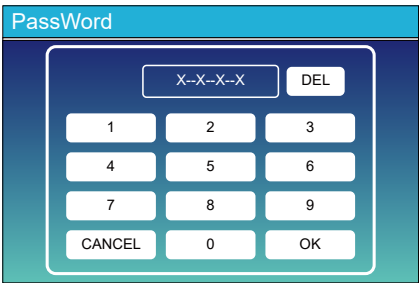 PassWord
X--X--X--X DEL
1 2 3
4 5 6
7 8 9
CANCEL 0 OK